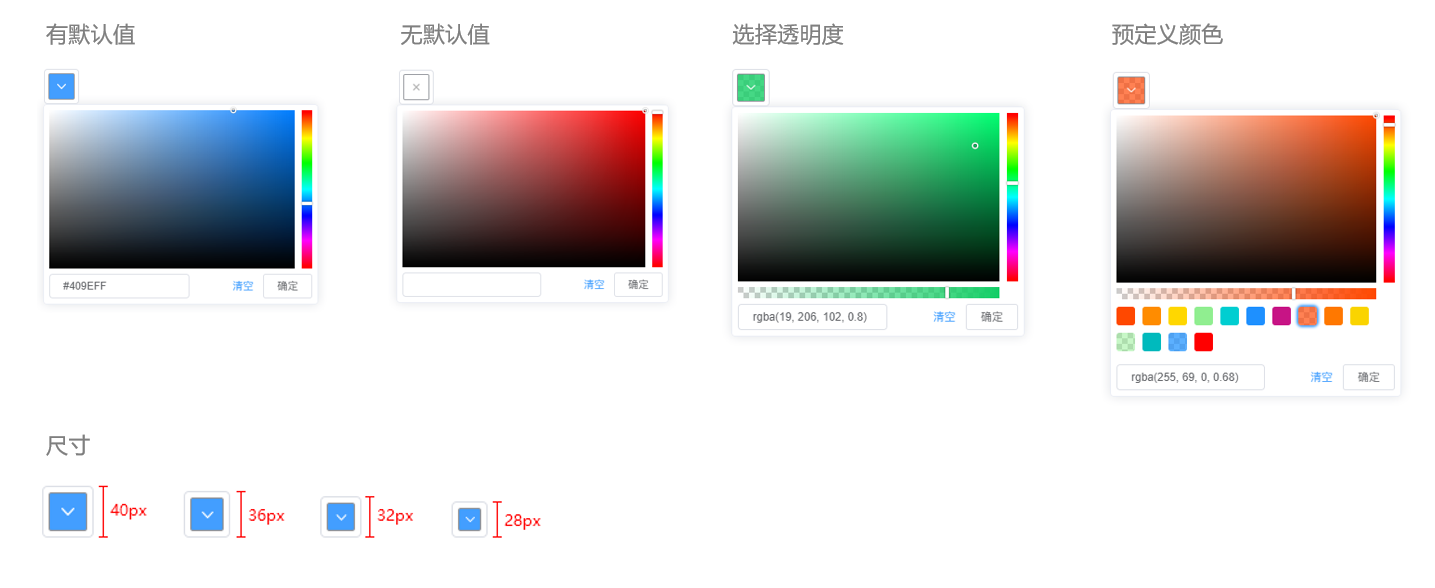 有默认值
无默认值
选择透明度
预定义颜色
#409EFF
清空
确定
清空
确定
rgba(19, 206, 102, 0.8)
清空
确定
rgba(255, 69, 0, 0.68)
清空
确定
尺寸
40px
36px
32px
28px